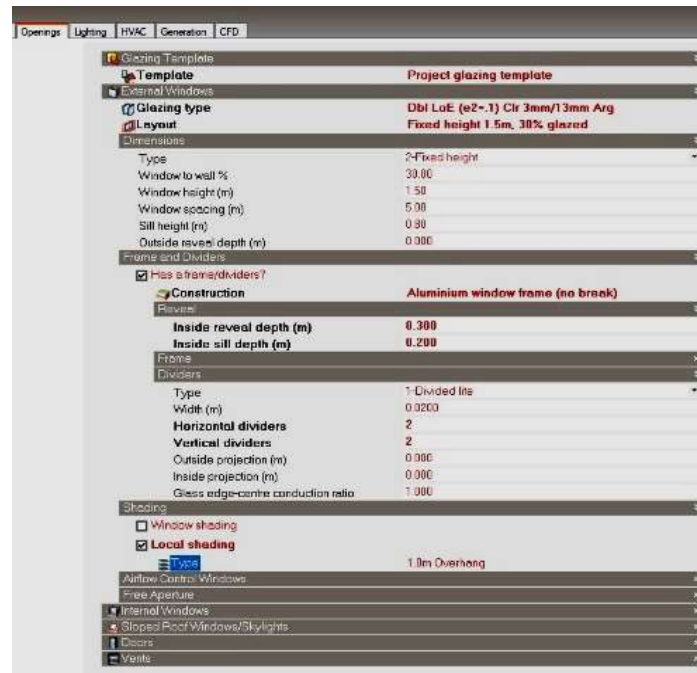 Openings Lighting HVAC Generation CFD
Glazing Template
Template Project glazing template
External Windows
Glazing type Dbl LoE (e2=.1) Clr 3mm/13mm Arg
Layout Fixed height 1.5m, 30% glazed
Dimensions
Type 2-Fixed height
Window to wall % 30.00
Window height (m) 1.50
Window spacing (m) 5.00
Sill height (m) 0.80
Outside reveal depth (m) 0.000
Frame and Dividers
Has a frame/dividers?
Construction Aluminium window frame (no break)
Reveal
Inside reveal depth (m) 0.300
Inside sill depth (m) 0.200
Frame
Dividers
Type 1-Divided lite
Width (m) 0.0200
Horizontal dividers 2
Vertical dividers 2
Outside projection (m) 0.000
Inside projection (m) 0.000
Glass edge-centre conduction ratio 1.000
Shading
Window shading
Local shading
Type 1.0m Overhang
Airflow Control Windows
Free Aperture
Internal Windows
Sloped Roof Windows/Skylights
Doors
Vents